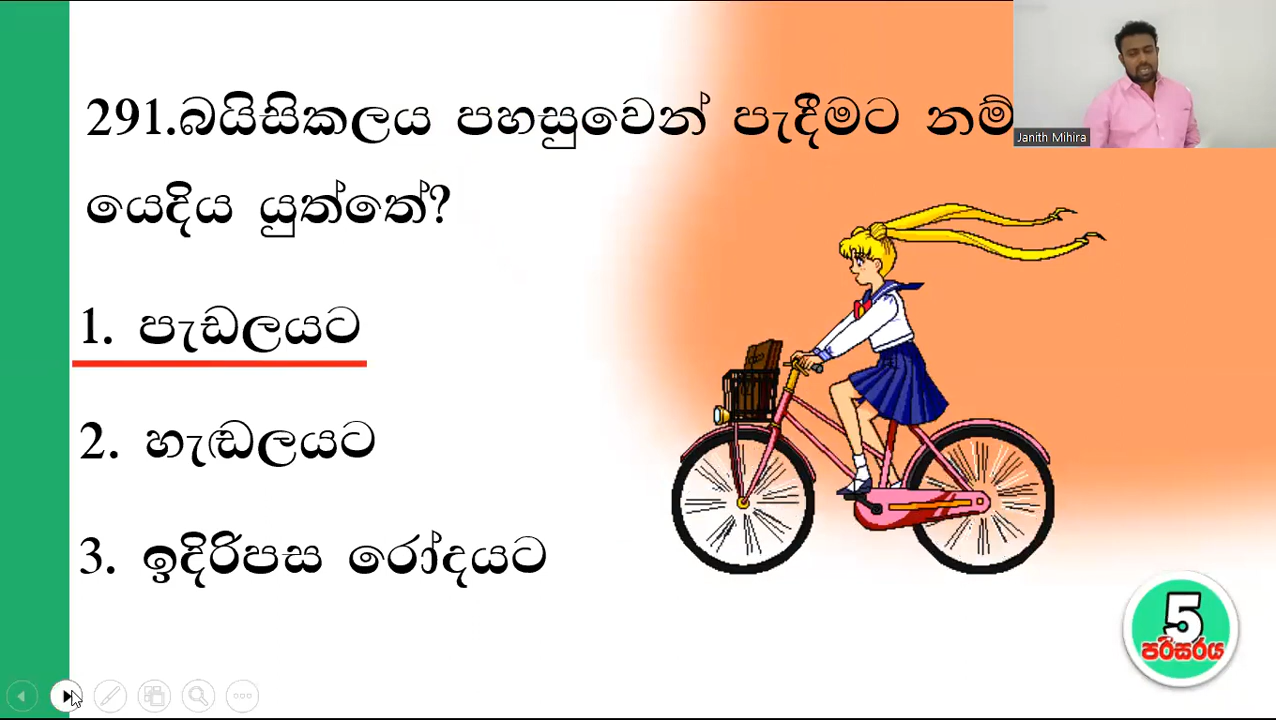 291.බයිසිකලය පහසුවෙන් පැදීමට නම්
යෙදිය යුත්තේ?
1. පැඩලයට
2. හැඬලයට
3. ඉදිරිපස රෝදයට
Janith Mihira
5
පරිසරය